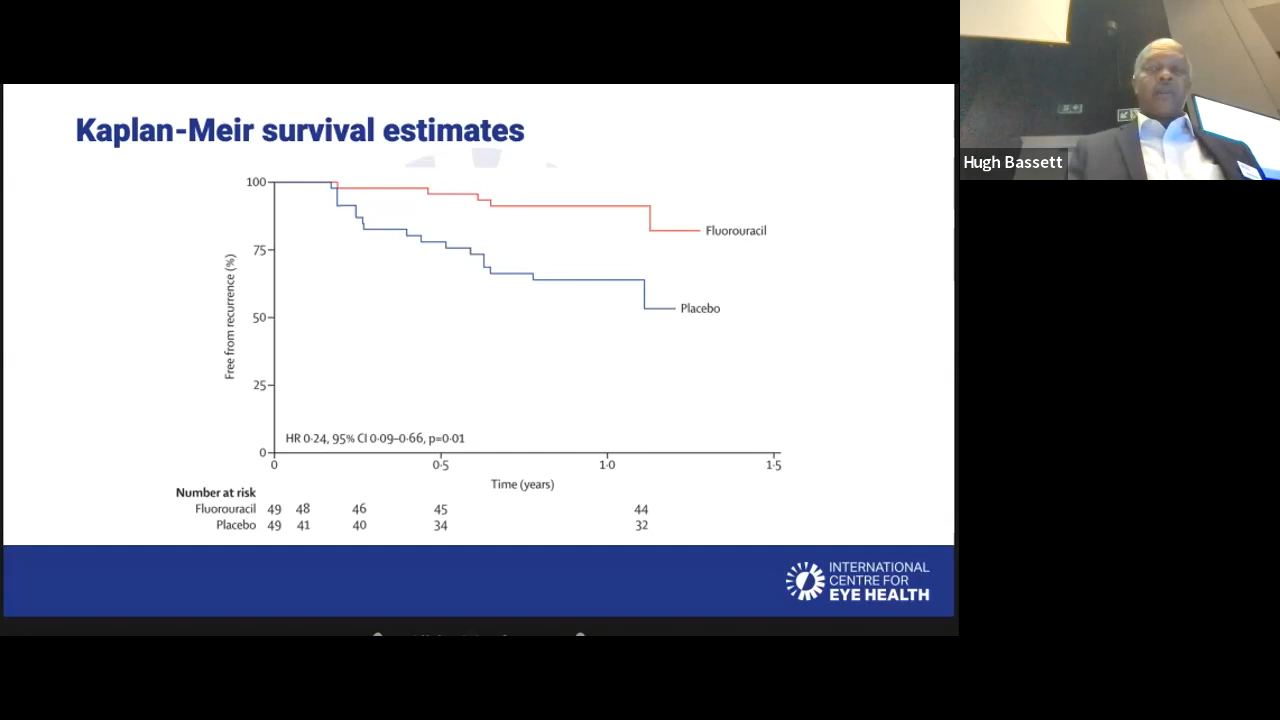 Kaplan-Meir survival estimates
Hugh Bassett
Free from recurrence (%)
100
75
50
25
0
Fluorouracil
Placebo
HR 0·24, 95% CI 0·09–0·66, p=0·01
0 0·5 1·0 1·5
Time (years)
Number at risk
Fluorouracil 49 48 46 45 44
Placebo 49 41 40 34 32
INTERNATIONAL
CENTRE FOR
EYE HEALTH